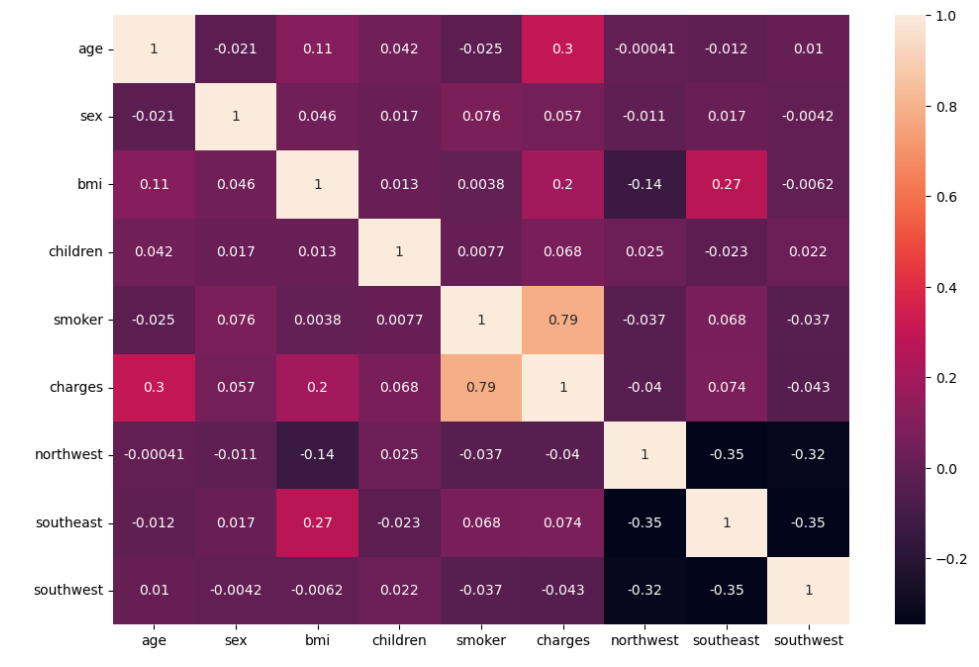 age 1 -0.021 0.11 0.042 -0.025 0.3 -0.00041 -0.012 0.01
sex -0.021 1 0.046 0.017 0.076 0.057 -0.011 0.017 -0.0042
bmi 0.11 0.046 1 0.013 0.0038 0.2 -0.14 0.27 -0.0062
children 0.042 0.017 0.013 1 0.0077 0.068 0.025 -0.023 0.022
smoker -0.025 0.076 0.0038 0.0077 1 0.79 -0.037 0.068 -0.037
charges 0.3 0.057 0.2 0.068 0.79 1 -0.04 0.074 -0.043
northwest -0.00041 -0.011 -0.14 0.025 -0.037 -0.04 1 -0.35 -0.32
southeast -0.012 0.017 0.27 -0.023 0.068 0.074 -0.35 1 -0.35
southwest 0.01 -0.0042 -0.0062 0.022 -0.037 -0.043 -0.32 -0.35 1
age sex bmi children smoker charges northwest southeast southwest
1.0
0.8
0.6
0.4
0.2
0.0
−0.2